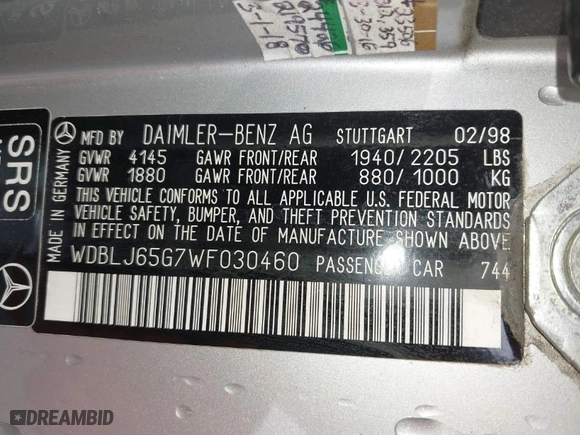 SRS
MADE IN GERMANY
MFD BY DAIMLER-BENZ AG STUTTGART 02/98
GVWR 4145 GAWR FRONT/REAR 1940/2205 LBS
GVWR 1880 GAWR FRONT/REAR 880/1000 KG
THIS VEHICLE CONFORMS TO ALL APPLICABLE U.S. FEDERAL MOTOR
VEHICLE SAFETY, BUMPER, AND THEFT PREVENTION STANDARDS
IN EFFECT ON THE DATE OF MANUFACTURE SHOWN ABOVE.
WDBLJ65G7WF030460 PASSENGER CAR 744
DREAMBID